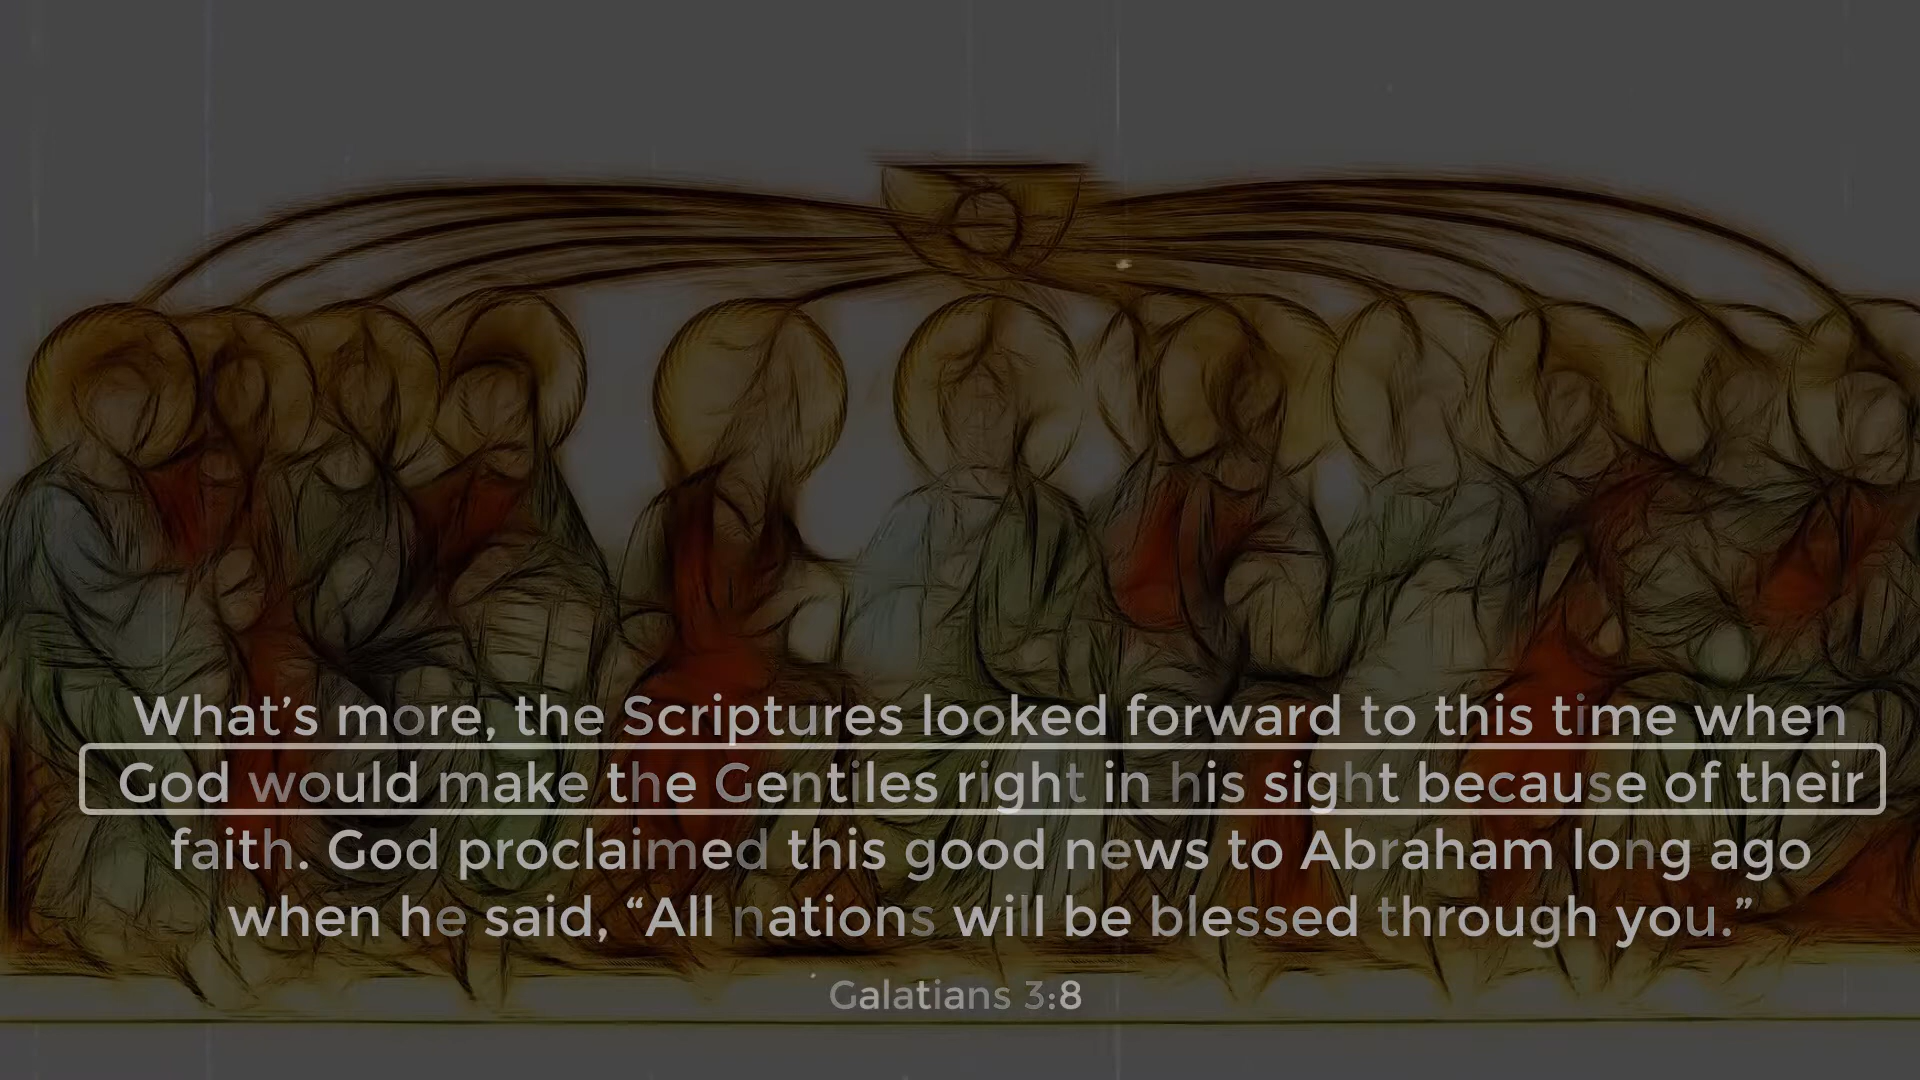 What’s more, the Scriptures looked forward to this time when
God would make the Gentiles right in his sight because of their
faith. God proclaimed this good news to Abraham long ago
when he said, “All nations will be blessed through you.”
Galatians 3:8